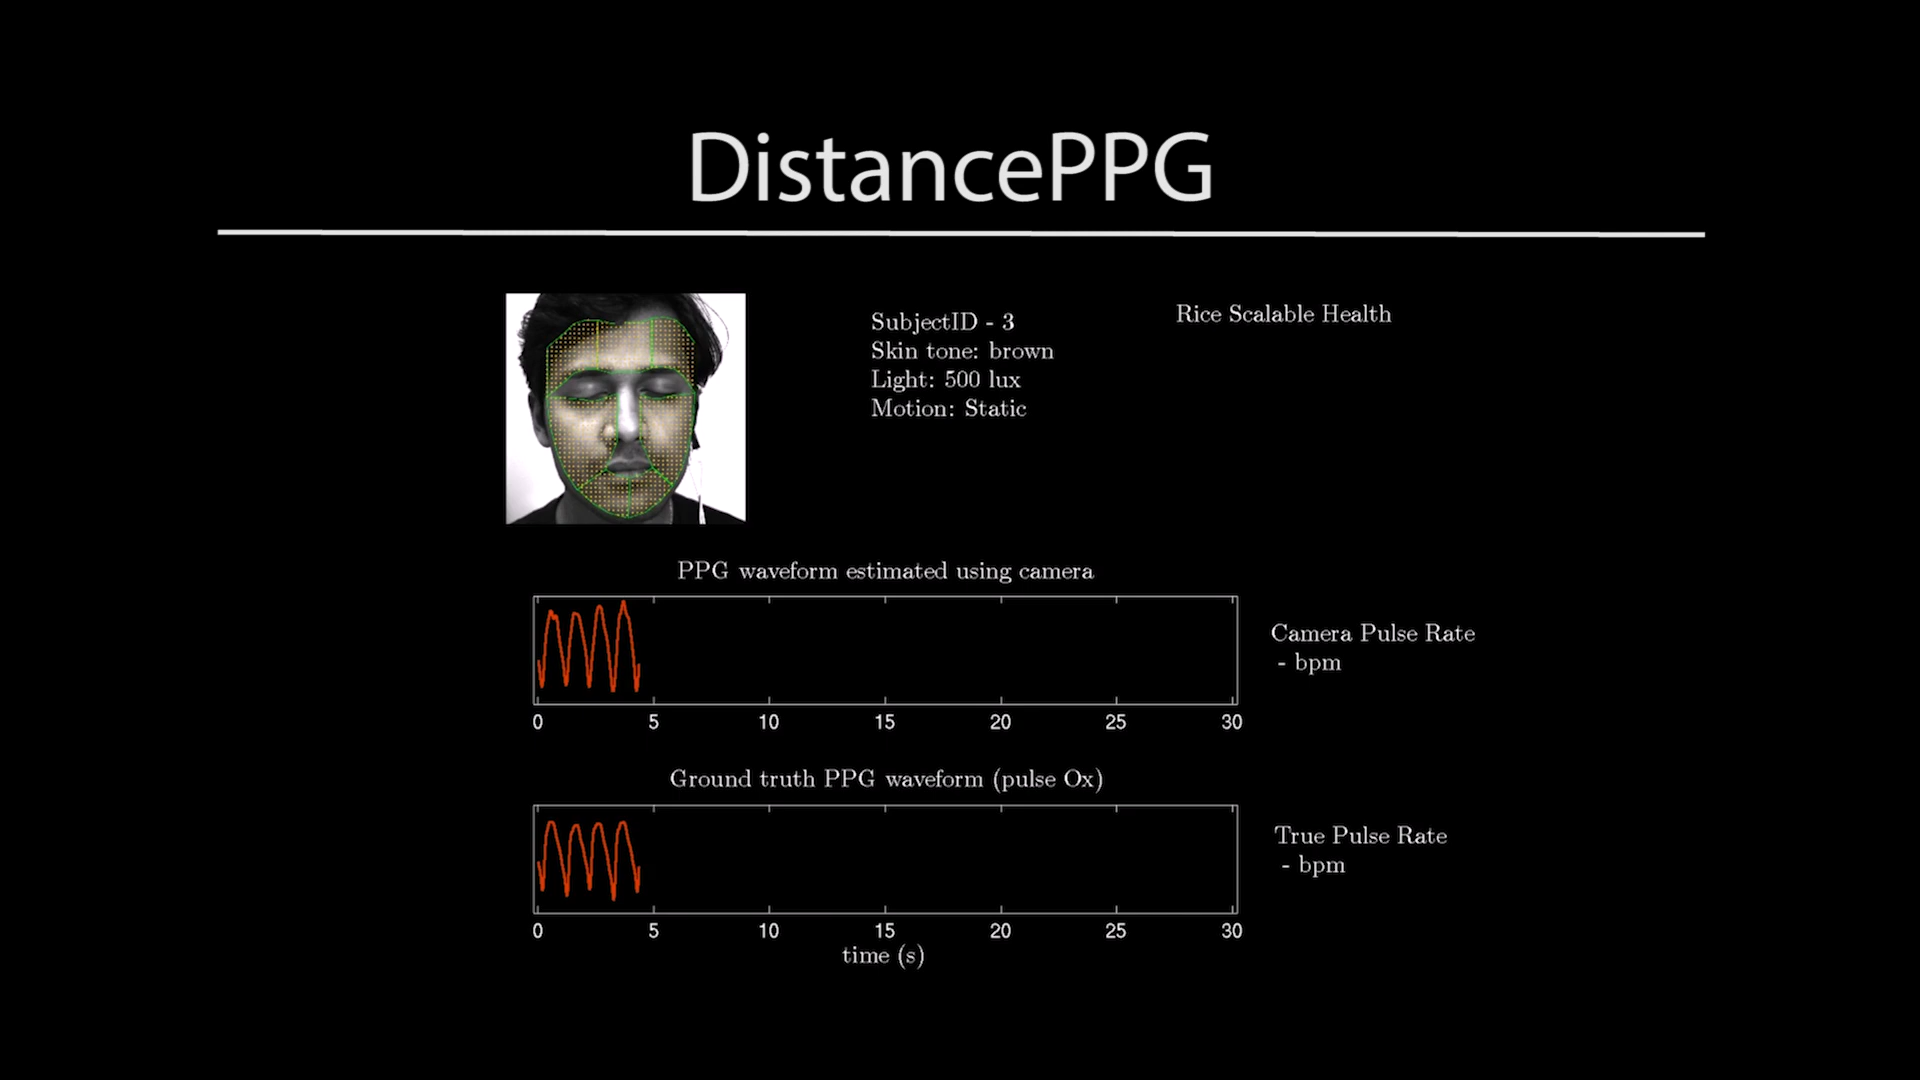 DistancePPG
SubjectID - 3
Skin tone: brown
Light: 500 lux
Motion: Static
Rice Scalable Health
PPG waveform estimated using camera
0 5 10 15 20 25 30
Camera Pulse Rate
- bpm
Ground truth PPG waveform (pulse Ox)
0 5 10 15 20 25 30
time (s)
True Pulse Rate
- bpm